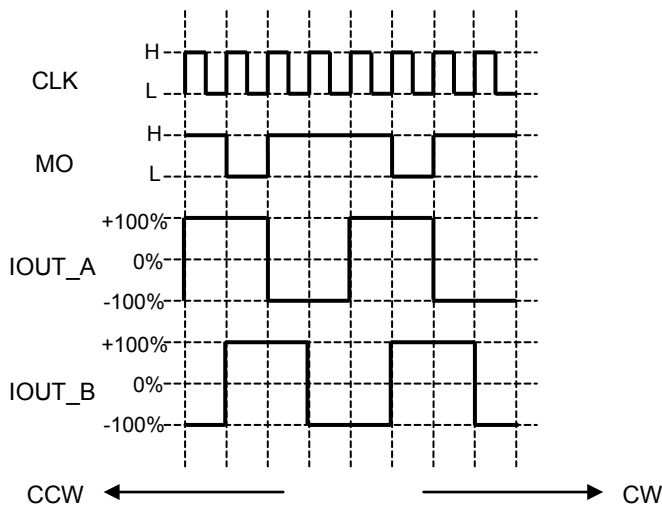 H
CLK
L
H
MO
L
+100%
IOUT_A 0%
-100%
+100%
IOUT_B 0%
-100%
CCW CW